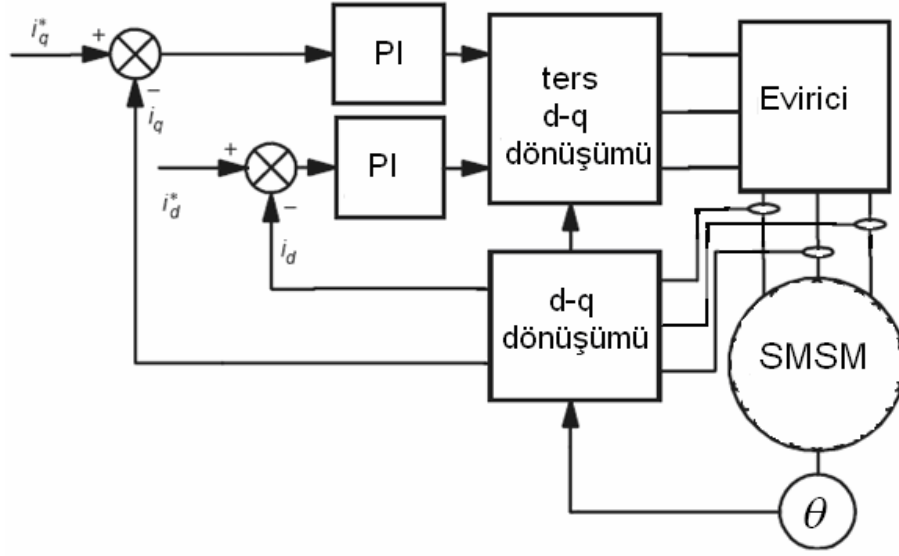 i*q
+
−
iq
PI
ters
d-q
dönüşümü
Evirici
i*d
+
−
id
PI
d-q
dönüşümü
SMSM
θ